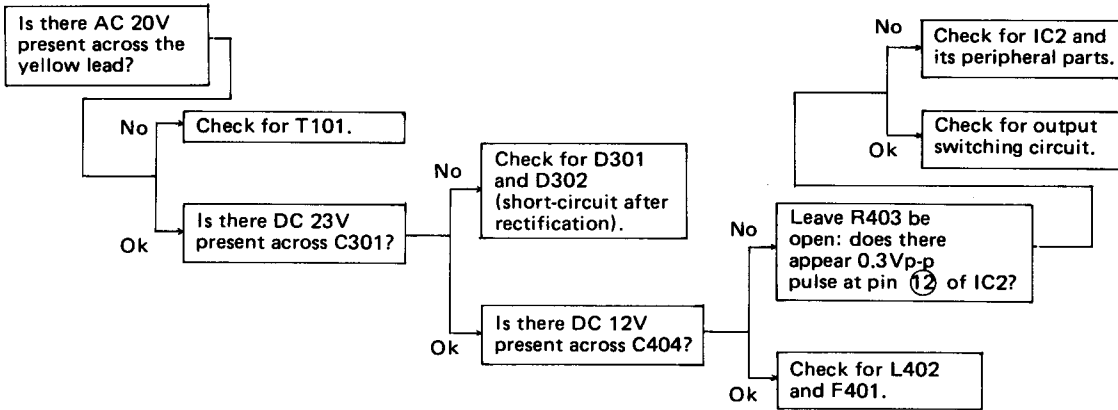 Is there AC 20V
present across the
yellow lead?
No
Check for T101.
Ok
Is there DC 23V
present across C301?
No
Check for D301
and D302
(short-circuit after
rectification).
Ok
Is there DC 12V
present across C404?
No
Leave R403 be
open: does there
appear 0.3Vp-p
pulse at pin 12 of IC2?
No
Check for IC2 and
its peripheral parts.
Ok
Check for output
switching circuit.
Ok
Check for L402
and F401.